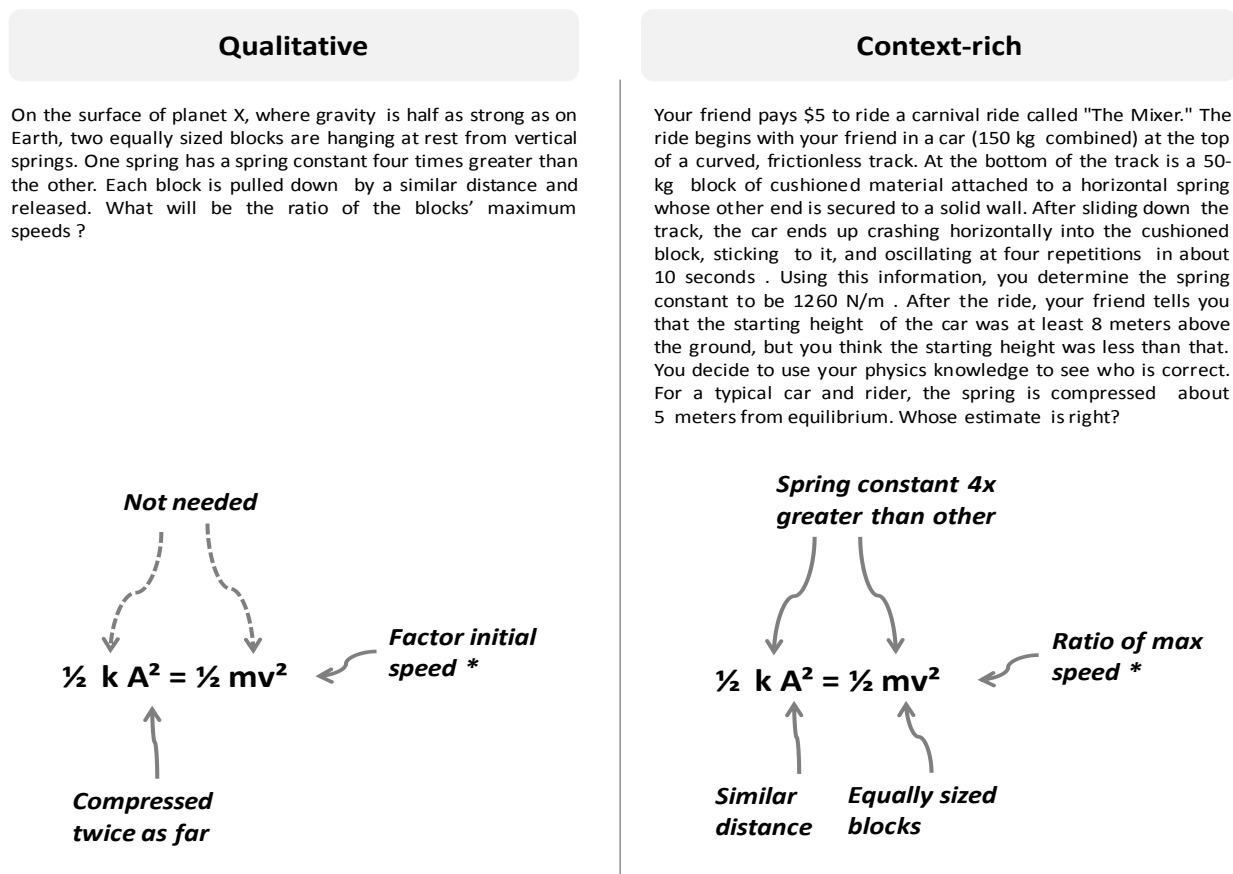 Qualitative
On the surface of planet X, where gravity is half as strong as on
Earth, two equally sized blocks are hanging at rest from vertical
springs. One spring has a spring constant four times greater than
the other. Each block is pulled down by a similar distance and
released. What will be the ratio of the blocks’ maximum
speeds ?
Not needed
Factor initial
speed *
½ k A² = ½ mv²
Compressed
twice as far
Context-rich
Your friend pays $5 to ride a carnival ride called "The Mixer." The
ride begins with your friend in a car (150 kg combined) at the top
of a curved, frictionless track. At the bottom of the track is a 50-
kg block of cushioned material attached to a horizontal spring
whose other end is secured to a solid wall. After sliding down the
track, the car ends up crashing horizontally into the cushioned
block, sticking to it, and oscillating at four repetitions in about
10 seconds . Using this information, you determine the spring
constant to be 1260 N/m . After the ride, your friend tells you
that the starting height of the car was at least 8 meters above
the ground, but you think the starting height was less than that.
You decide to use your physics knowledge to see who is correct.
For a typical car and rider, the spring is compressed about
5 meters from equilibrium. Whose estimate is right?
Spring constant 4x
greater than other
Ratio of max
speed *
½ k A² = ½ mv²
Similar
distance
Equally sized
blocks